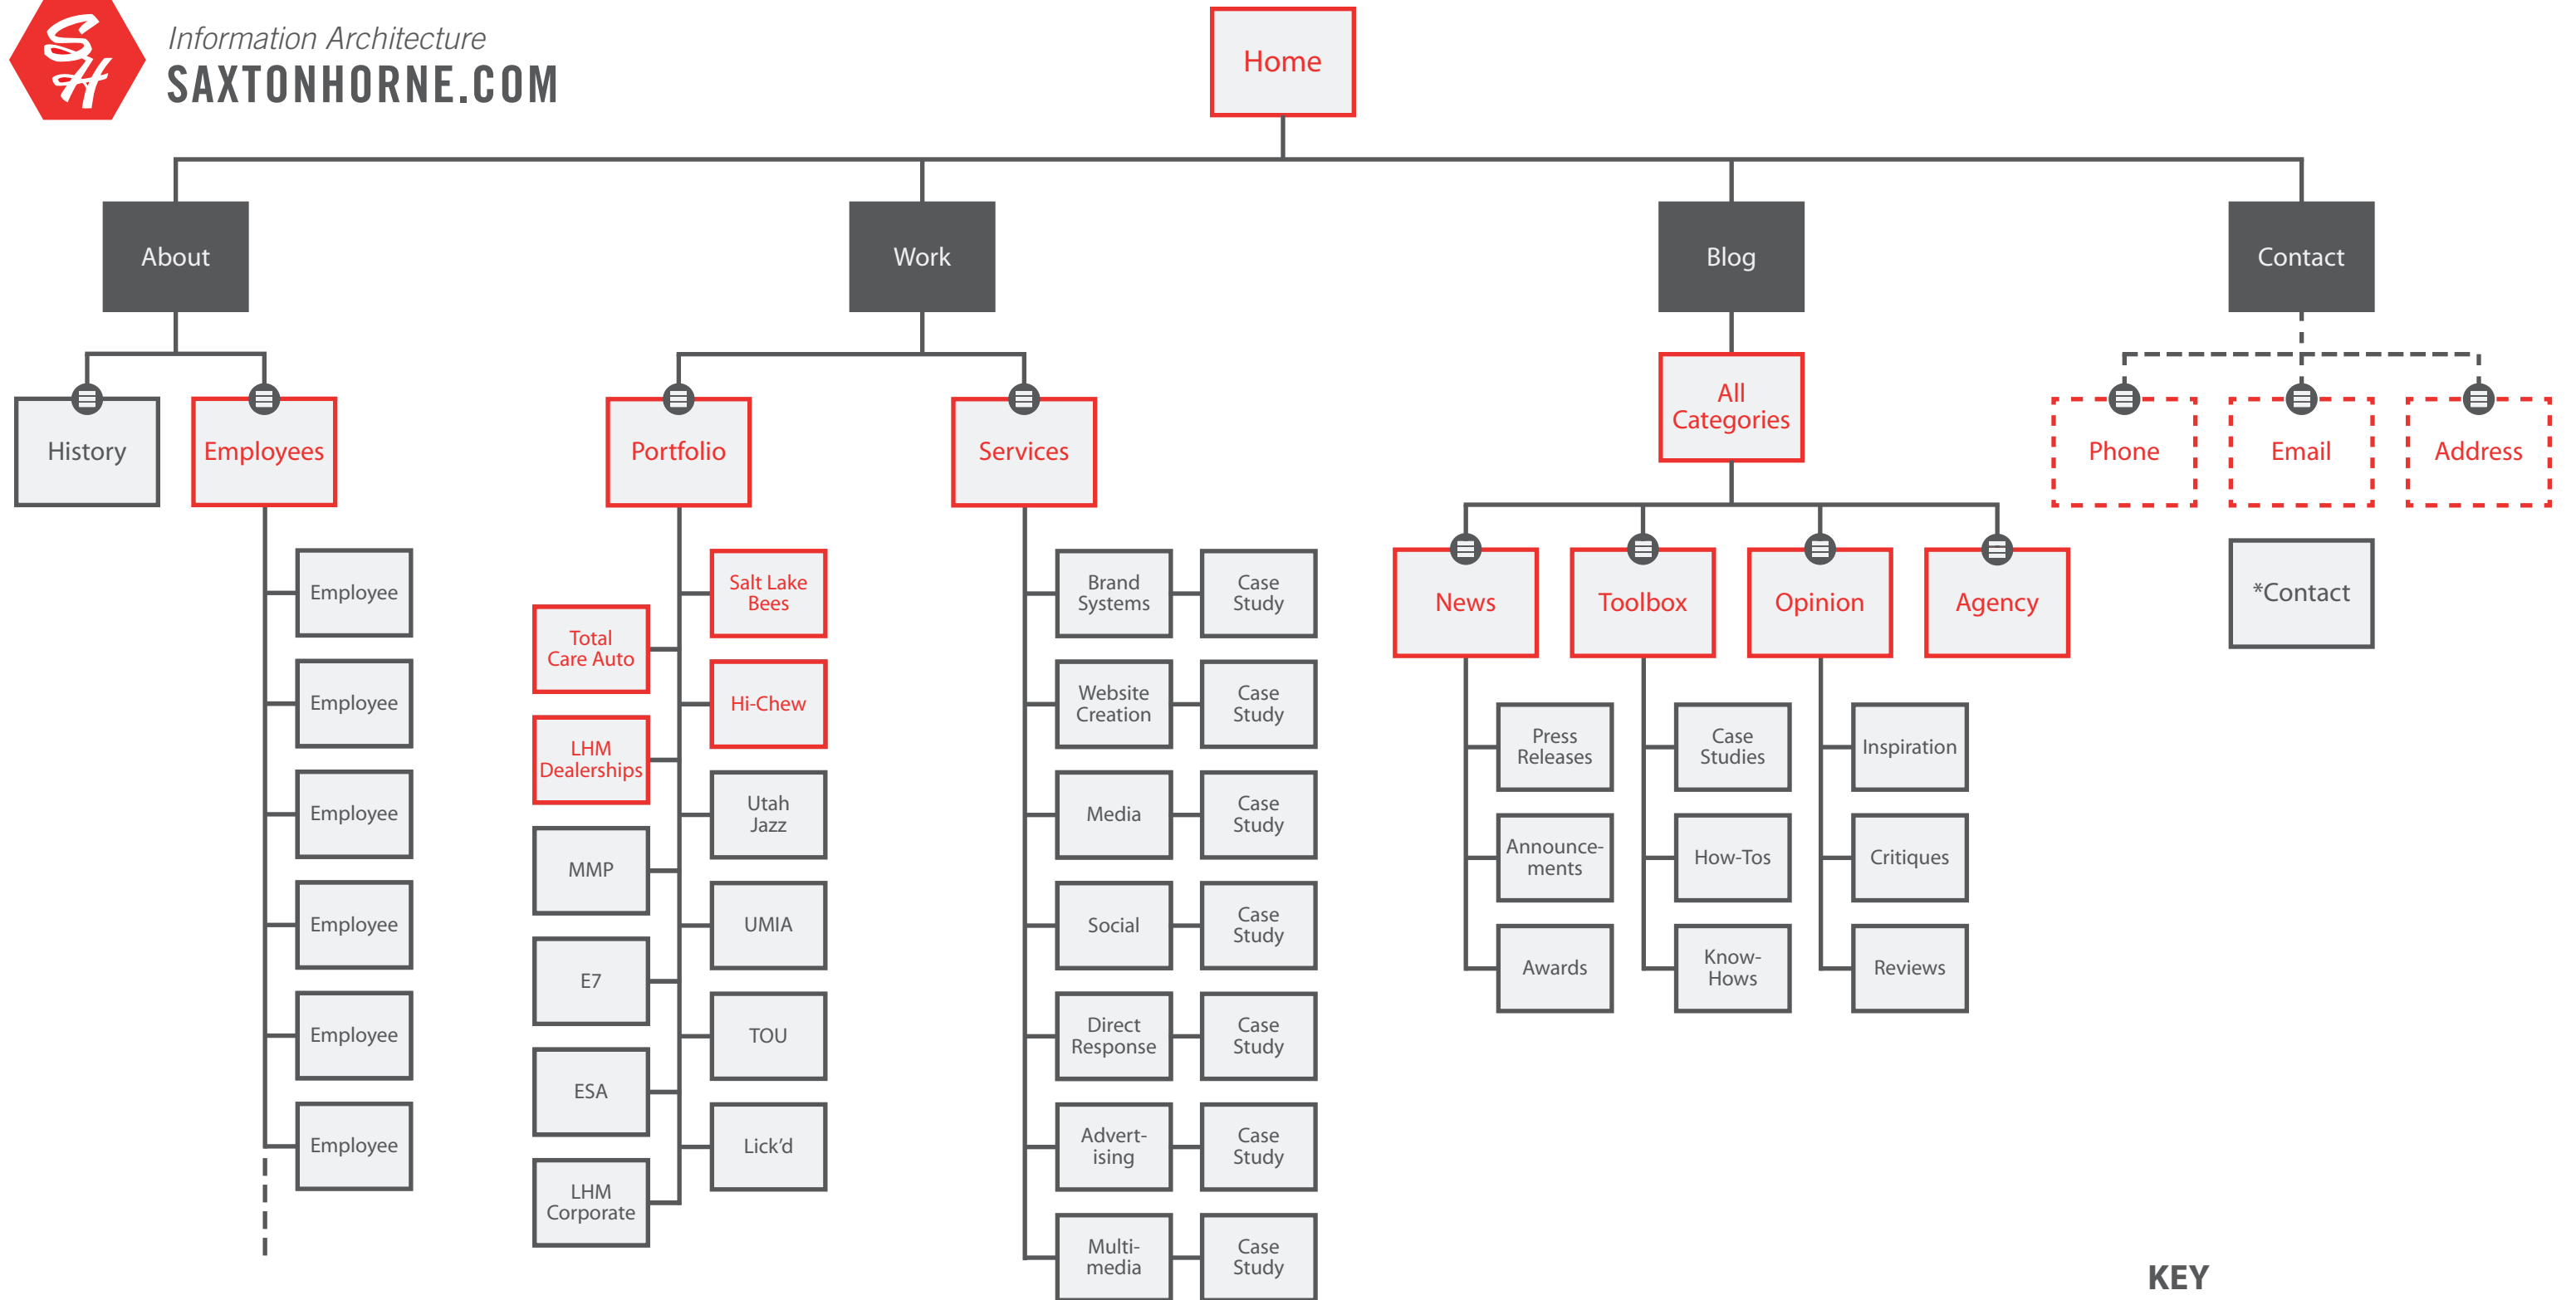 SH
Information Architecture
SAXTONHORNE.COM
Home
About
Work
Blog
Contact
History
Employees
Employee
Employee
Employee
Employee
Employee
Employee
Portfolio
Salt Lake
Bees
Total
Care Auto
Hi-Chew
LHM
Dealerships
Utah
Jazz
MMP
UMIA
E7
TOU
ESA
Lick’d
LHM
Corporate
Services
Brand
Systems
Case
Study
Website
Creation
Case
Study
Media
Case
Study
Social
Case
Study
Direct
Response
Case
Study
Advert-
ising
Case
Study
Multi-
media
Case
Study
All
Categories
News
Press
Releases
Announce-
ments
Awards
Toolbox
Case
Studies
How-Tos
Know-
Hows
Opinion
Inspiration
Critiques
Reviews
Agency
Phone
Email
Address
*Contact
KEY